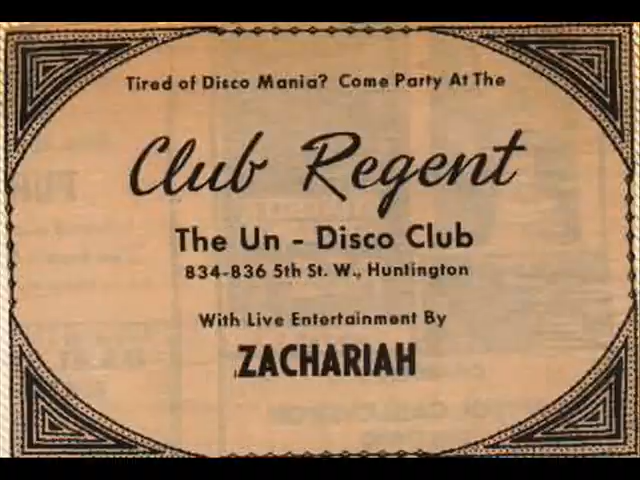 Tired of Disco Mania? Come Party At The
Club Regent
The Un - Disco Club
834-836 5th St. W., Huntington
With Live Entertainment By
ZACHARIAH